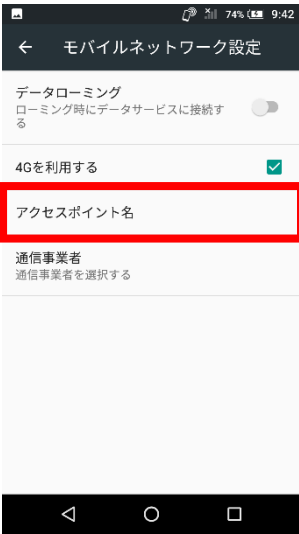 74% 9:42
モバイルネットワーク設定
データローミング
ローミング時にデータサービスに接続す
る
4Gを利用する
アクセスポイント名
通信事業者
通信事業者を選択する